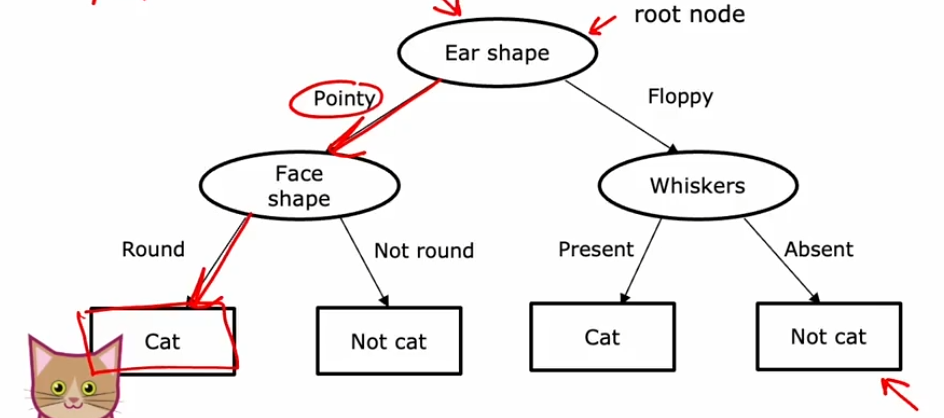 root node
Ear shape
Pointy
Floppy
Face
shape
Whiskers
Round
Not round
Present
Absent
Cat
Not cat
Cat
Not cat